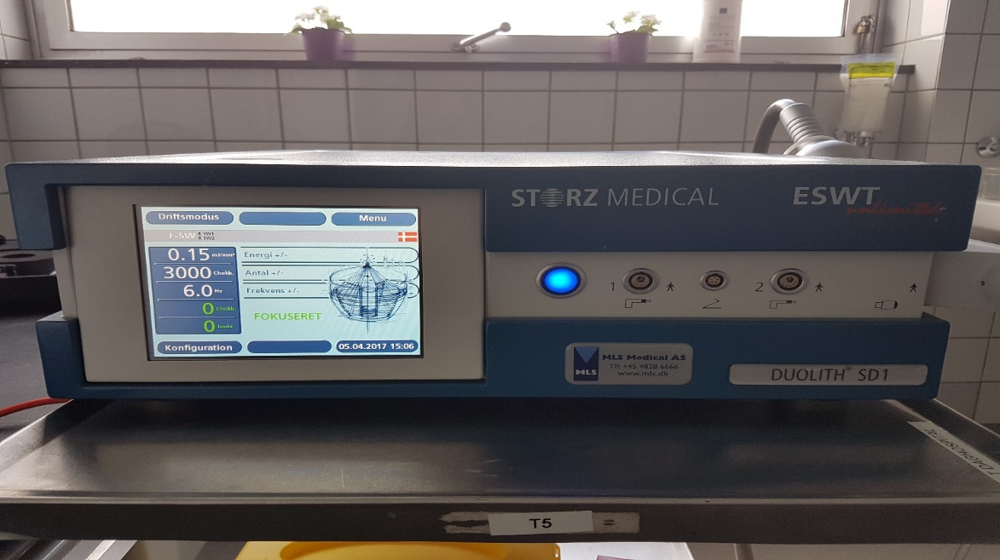 STORZ MEDICAL
ESWT
unlimited
Driftsmodus
Menu
F-SW R-SW1
R-SW2
0.15 mJ/mm²
Energi +/-
3000 Chokb.
Antal +/-
6.0 Hz
Frekvens +/-
0 Chokb.
FOKUSERET
0 Joule
Konfiguration
05.04.2017 15:06
1
2
MLS
MLS Medical AS
Tlf: +45 4828 6666
www.mls.dk
DUOLITH® SD1
T5